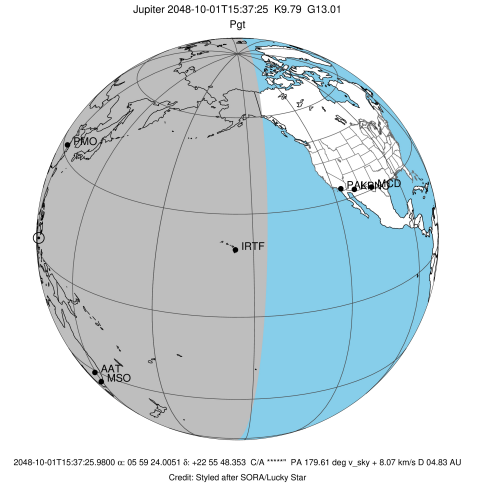 Jupiter 2048-10-01T15:37:25 K9.79 G13.01
Pgt
PMO
MCD
IRTF
AAT
MSO
2048-10-01T15:37:25.9800 α: 05 59 24.0051 δ: +22 55 48.353 C/A *****" PA 179.61 deg v_sky + 8.07 km/s D 04.83 AU
Credit: Styled after SORA/Lucky Star